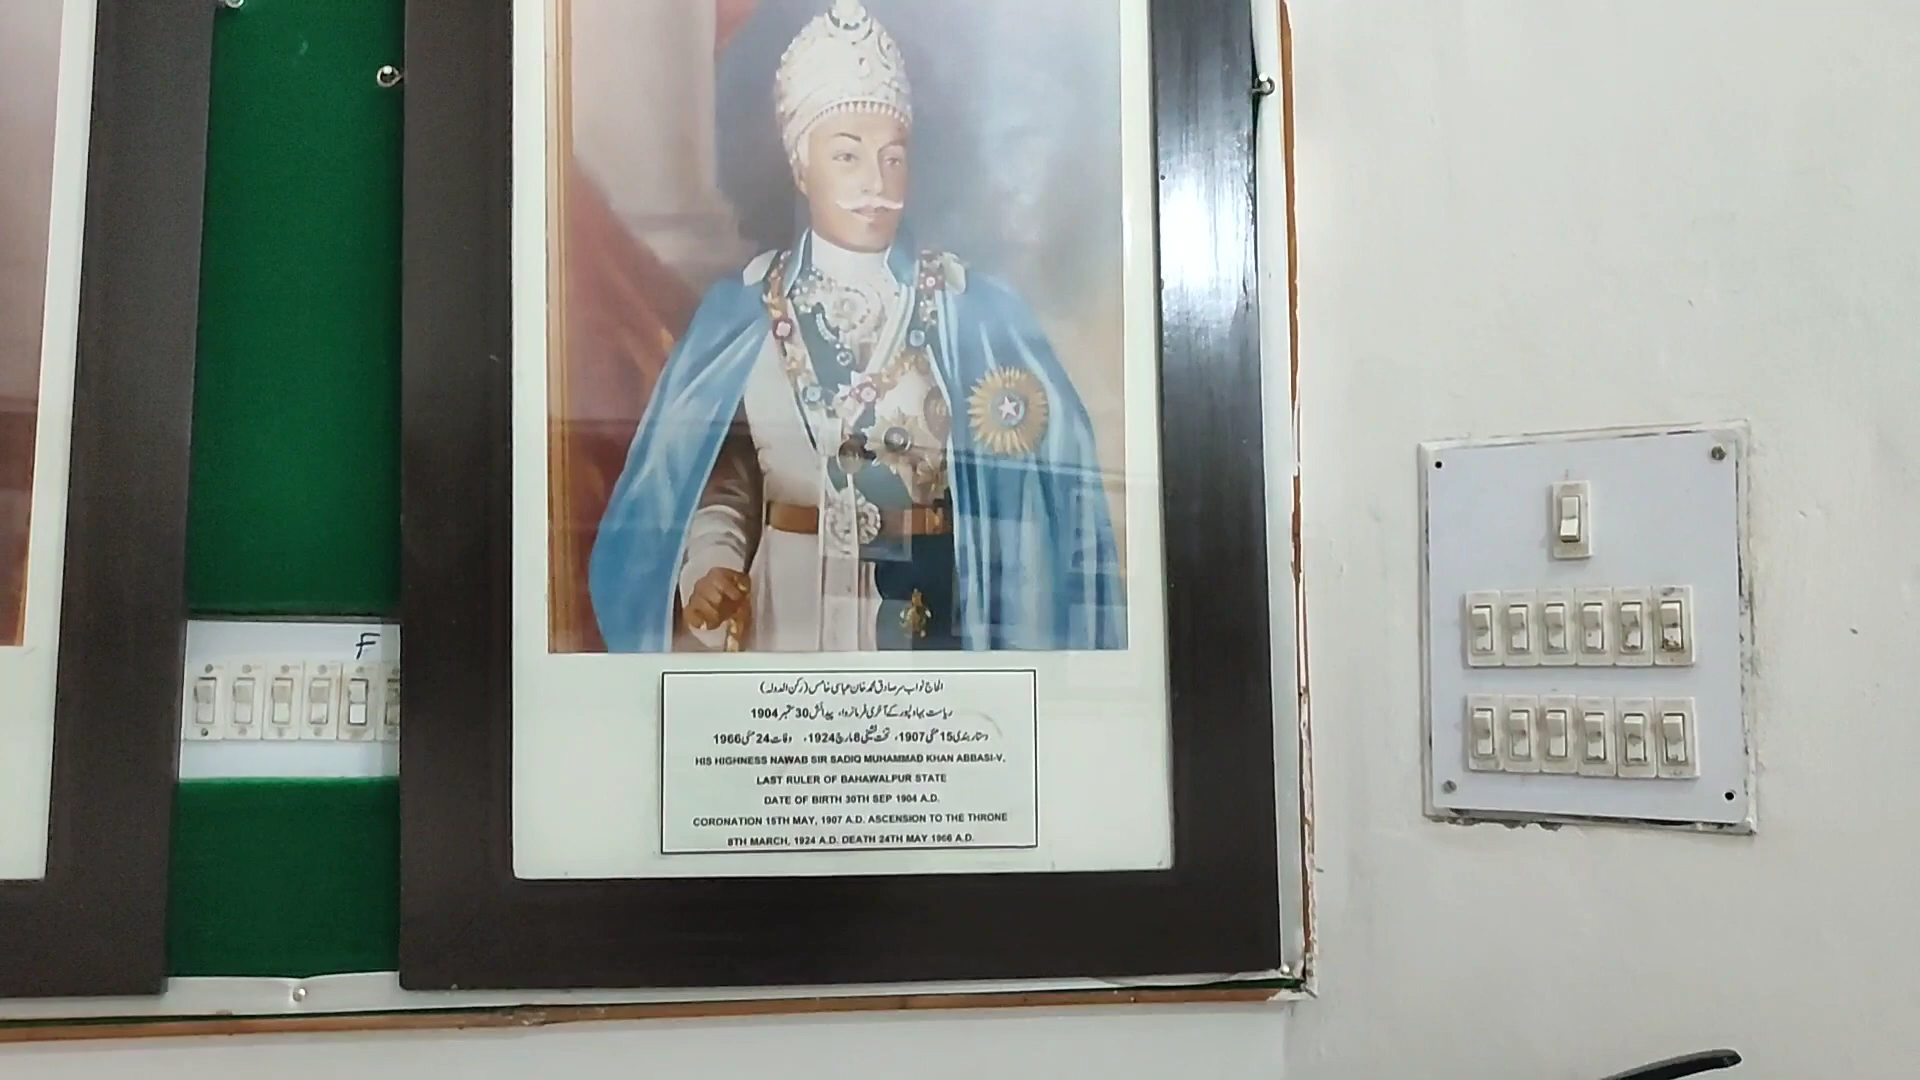 F
الحاج نواب سر صادق محمد خان عباسی خامس (رکن الدولہ)
ریاست بہاولپور کے آخری فرمانروا، پیدائش 30 ستمبر 1904
دستار بندی 15 مئی 1907، تخت نشینی 8 مارچ 1924، وفات 24 مئی 1966
HIS HIGHNESS NAWAB SIR SADIQ MUHAMMAD KHAN ABBASI-V,
LAST RULER OF BAHAWALPUR STATE
DATE OF BIRTH 30TH SEP 1904 A.D.
CORONATION 15TH MAY, 1907 A.D. ASCENSION TO THE THRONE
8TH MARCH, 1924 A.D. DEATH 24TH MAY 1966 A.D.